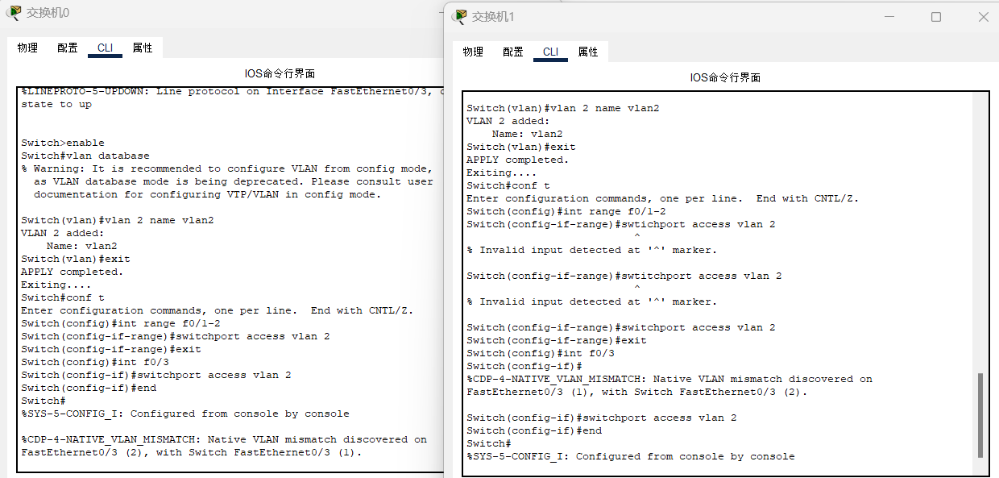 交换机0
物理 配置 CLI 属性
IOS命令行界面
%LINEPROTO-5-UPDOWN: Line protocol on Interface FastEthernet0/3,
state to up
Switch>enable
Switch#vlan database
% Warning: It is recommended to configure VLAN from config mode,
as VLAN database mode is being deprecated. Please consult user
documentation for configuring VTP/VLAN in config mode.
Switch(vlan)#vlan 2 name vlan2
VLAN 2 added:
Name: vlan2
Switch(vlan)#exit
APPLY completed.
Exiting....
Switch#conf t
Enter configuration commands, one per line.  End with CNTL/Z.
Switch(config)#int range f0/1-2
Switch(config-if-range)#switchport access vlan 2
Switch(config-if-range)#exit
Switch(config)#int f0/3
Switch(config-if)#switchport access vlan 2
Switch(config-if)#end
Switch#
%SYS-5-CONFIG_I: Configured from console by console
%CDP-4-NATIVE_VLAN_MISMATCH: Native VLAN mismatch discovered on
FastEthernet0/3 (2), with Switch FastEthernet0/3 (1).
交换机1
物理 配置 CLI 属性
IOS命令行界面
Switch(vlan)#vlan 2 name vlan2
VLAN 2 added:
Name: vlan2
Switch(vlan)#exit
APPLY completed.
Exiting....
Switch#conf t
Enter configuration commands, one per line.  End with CNTL/Z.
Switch(config)#int range f0/1-2
Switch(config-if-range)#swtichport access vlan 2
^
% Invalid input detected at '^' marker.
Switch(config-if-range)#swtitchport access vlan 2
^
% Invalid input detected at '^' marker.
Switch(config-if-range)#switchport access vlan 2
Switch(config-if-range)#exit
Switch(config)#int f0/3
Switch(config-if)#
%CDP-4-NATIVE_VLAN_MISMATCH: Native VLAN mismatch discovered on
FastEthernet0/3 (1), with Switch FastEthernet0/3 (2).
Switch(config-if)#switchport access vlan 2
Switch(config-if)#end
Switch#
%SYS-5-CONFIG_I: Configured from console by console